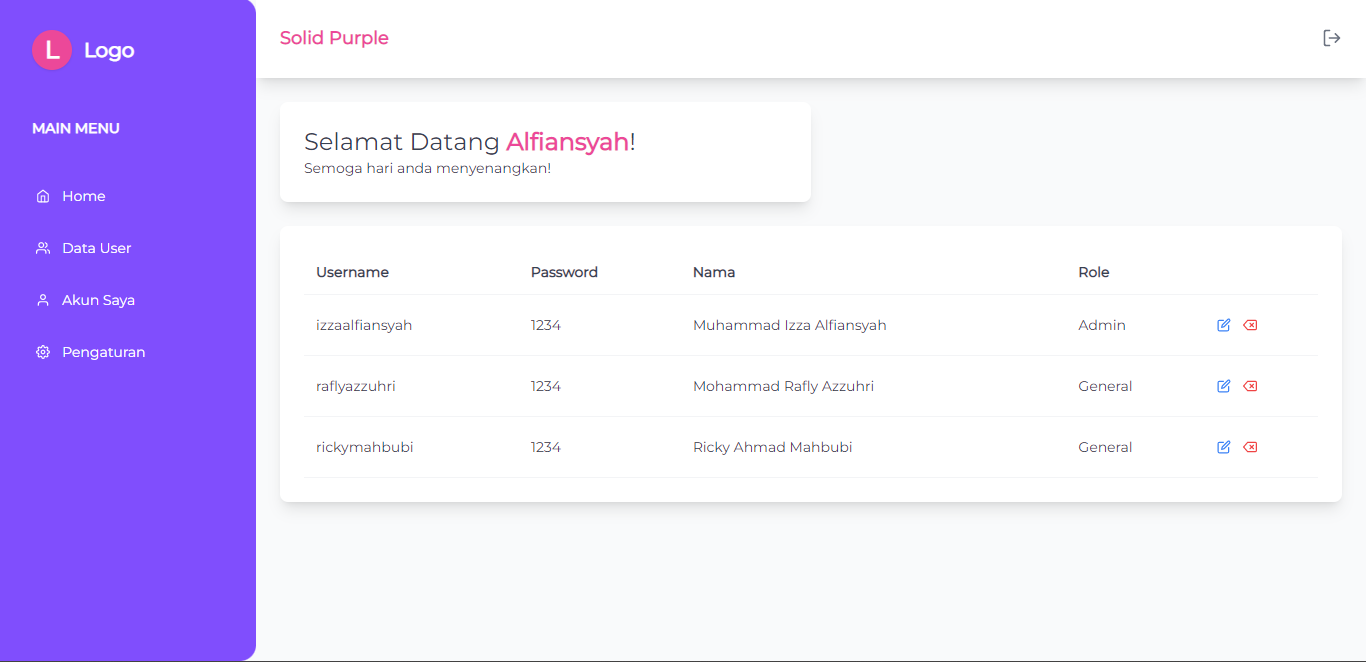 L Logo
Solid Purple
MAIN MENU
Home
Data User
Akun Saya
Pengaturan
Selamat Datang Alfiansyah!
Semoga hari anda menyenangkan!
Username Password Nama Role
izzaalfiansyah 1234 Muhammad Izza Alfiansyah Admin
raflyazzuhri 1234 Mohammad Rafly Azzuhri General
rickymahbubi 1234 Ricky Ahmad Mahbubi General